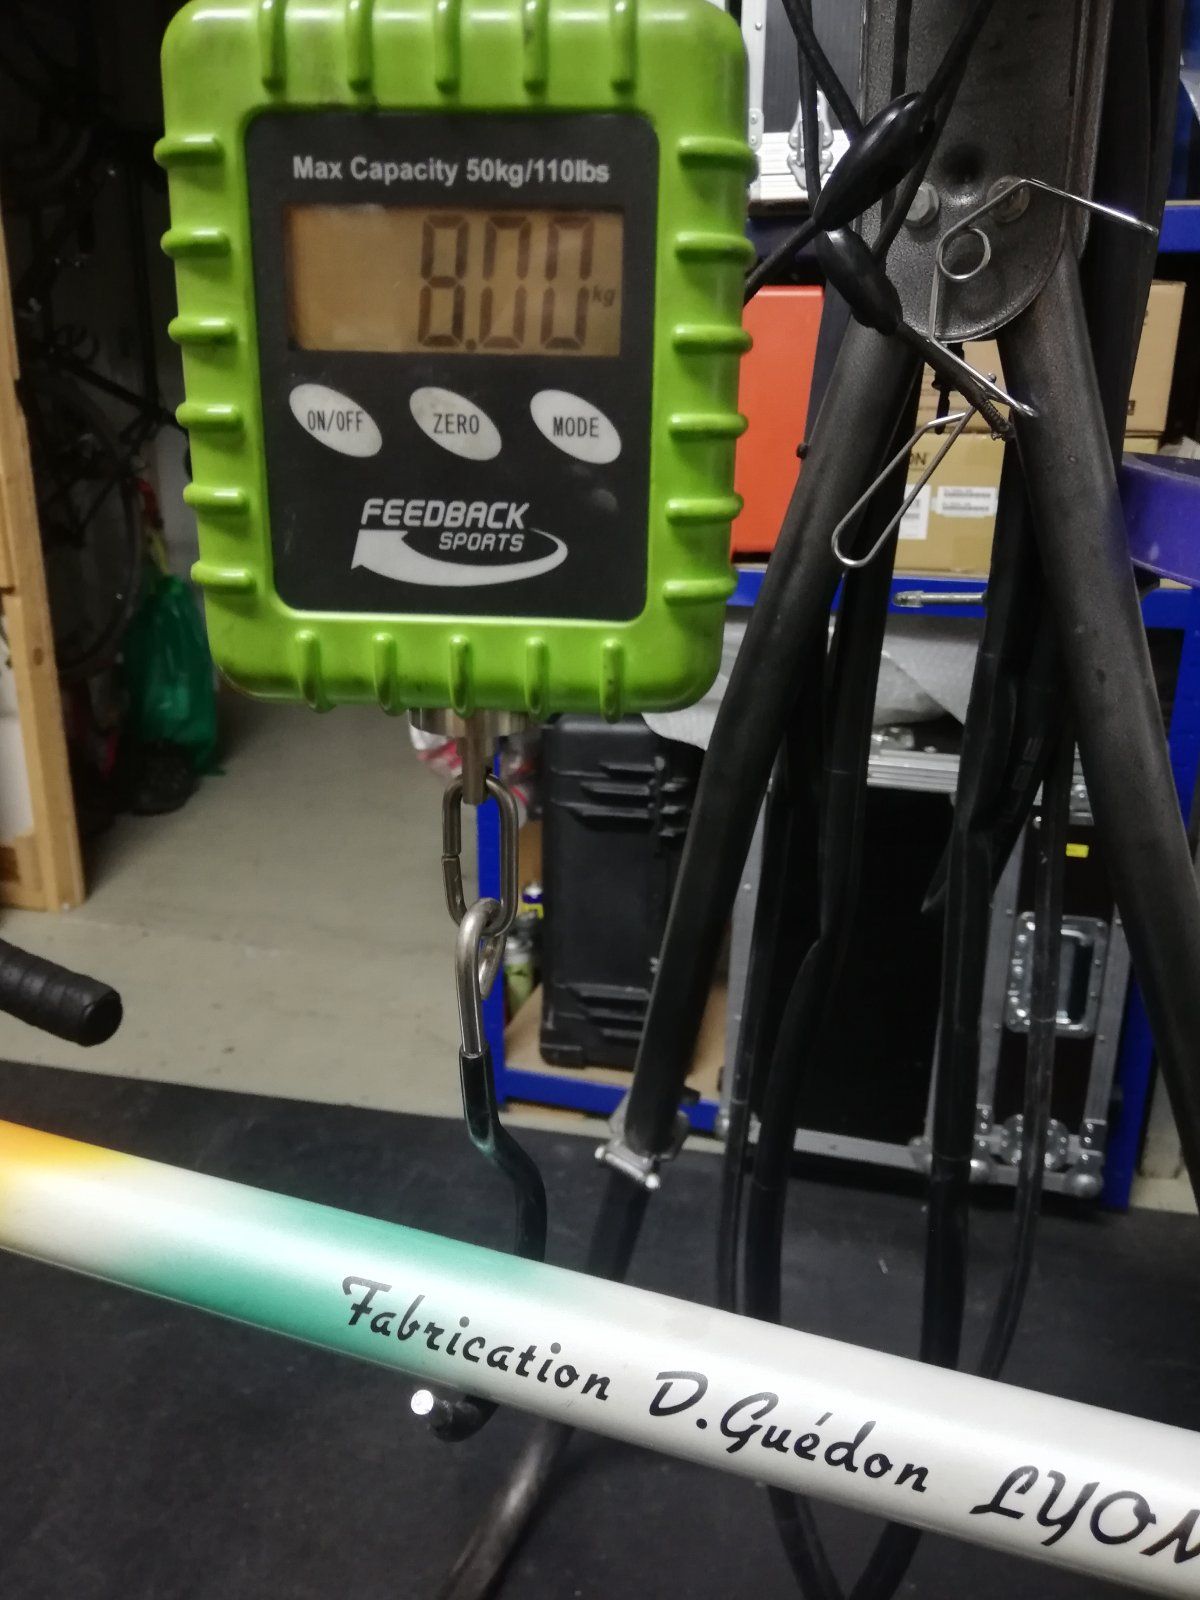 Max Capacity 50kg/110lbs
8.00 kg
ON/OFF ZERO MODE
FEEDBACK
SPORTS
Fabrication D.Guédon LYON